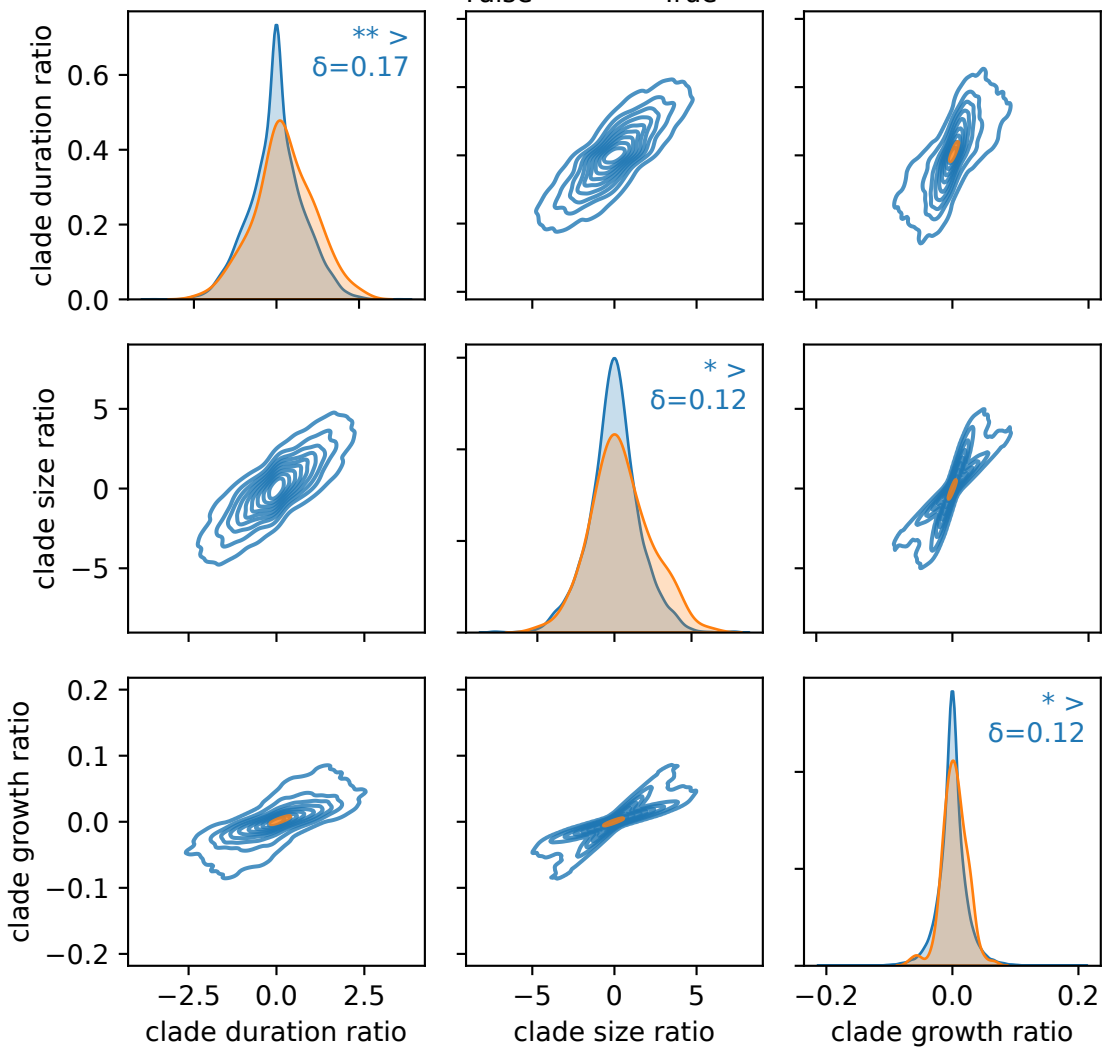 clade duration ratio
0.6
0.4
0.2
0.0
** >
δ=0.17
clade size ratio
5
0
−5
* >
δ=0.12
clade growth ratio
0.2
0.1
0.0
−0.1
−0.2
* >
δ=0.12
−2.5 0.0 2.5
−5 0 5
−0.2 0.0 0.2
clade duration ratio
clade size ratio
clade growth ratio